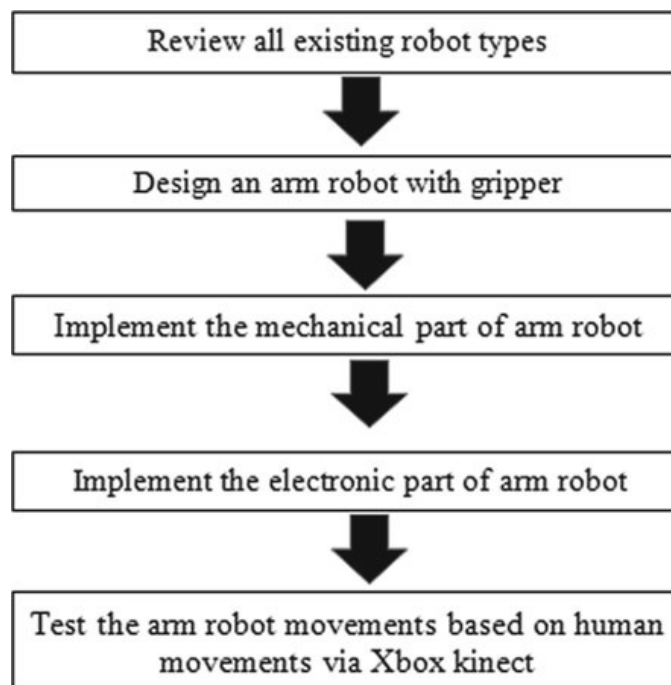 Review all existing robot types
Design an arm robot with gripper
Implement the mechanical part of arm robot
Implement the electronic part of arm robot
Test the arm robot movements based on human
movements via Xbox kinect